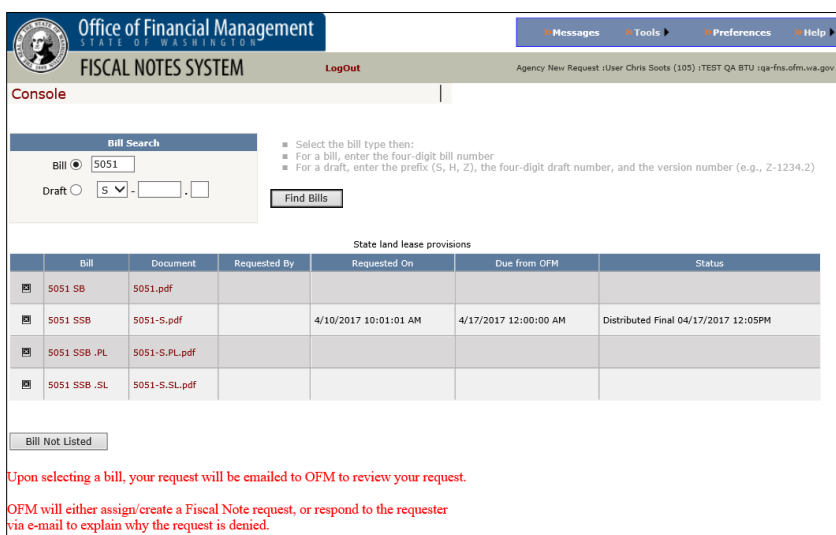 Office of Financial Management
STATE OF WASHINGTON
Messages Tools Preferences Help
FISCAL NOTES SYSTEM
LogOut
Agency New Request :User Chris Soots (105) :TEST QA BTU :qa-fns.ofm.wa.gov
Console
Bill Search
Bill 5051
Draft S - .
Select the bill type then:
For a bill, enter the four-digit bill number
For a draft, enter the prefix (S, H, Z), the four-digit draft number, and the version number (e.g., Z-1234.2)
Find Bills
State land lease provisions
Bill Document Requested By Requested On Due from OFM Status
5051 SB 5051.pdf
5051 SSB 5051-S.pdf 4/10/2017 10:01:01 AM 4/17/2017 12:00:00 AM Distributed Final 04/17/2017 12:05PM
5051 SSB .PL 5051-S.PL.pdf
5051 SSB .SL 5051-S.SL.pdf
Bill Not Listed
Upon selecting a bill, your request will be emailed to OFM to review your request.
OFM will either assign/create a Fiscal Note request, or respond to the requester
via e-mail to explain why the request is denied.